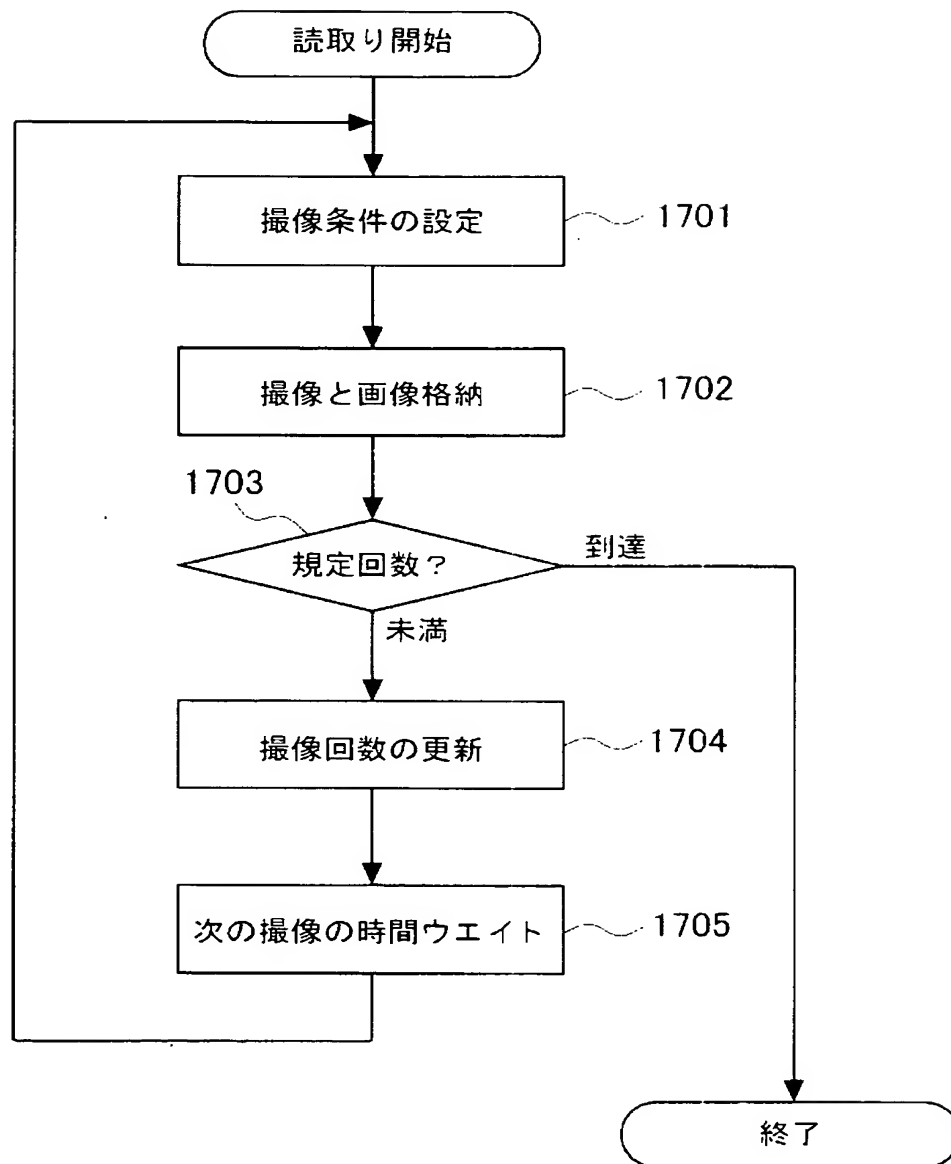 読取り開始
撮像条件の設定
1701
撮像と画像格納
1702
1703
規定回数?
到達
未満
撮像回数の更新
1704
次の撮像の時間ウエイト
1705
終了